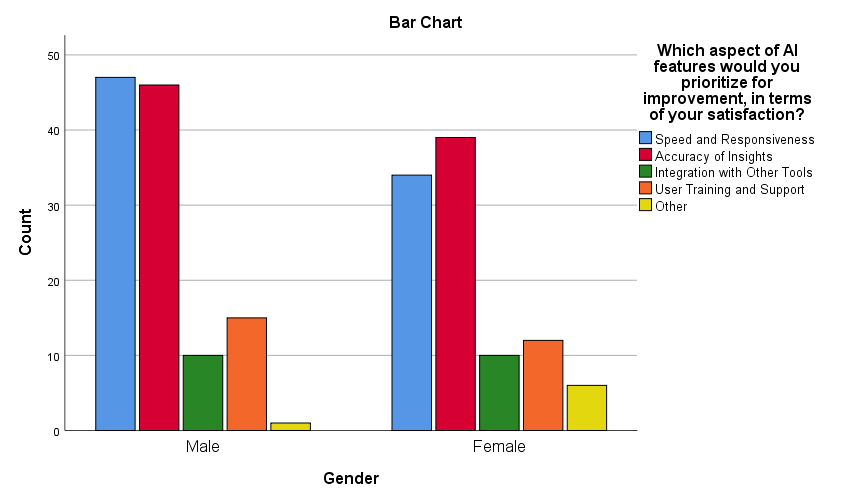 Bar Chart
Which aspect of AI
features would you
prioritize for
improvement, in terms
of your satisfaction?
Speed and Responsiveness
Accuracy of Insights
Integration with Other Tools
User Training and Support
Other
Count
50
40
30
20
10
0
Male
Female
Gender